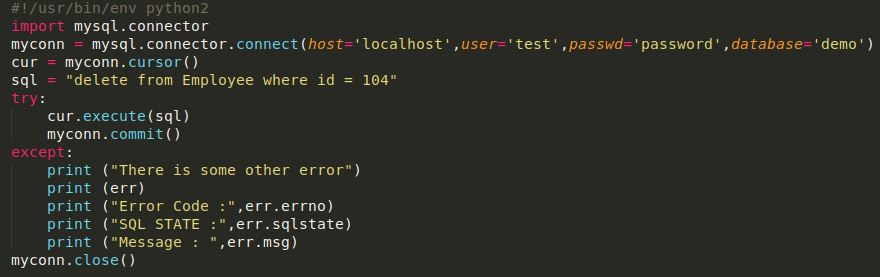 #!/usr/bin/env python2
import mysql.connector
myconn = mysql.connector.connect(host='localhost',user='test',passwd='password',database='demo')
cur = myconn.cursor()
sql = "delete from Employee where id = 104"
try:
    cur.execute(sql)
    myconn.commit()
except:
    print ("There is some other error")
    print (err)
    print ("Error Code :",err.errno)
    print ("SQL STATE :",err.sqlstate)
    print ("Message : ",err.msg)
myconn.close()